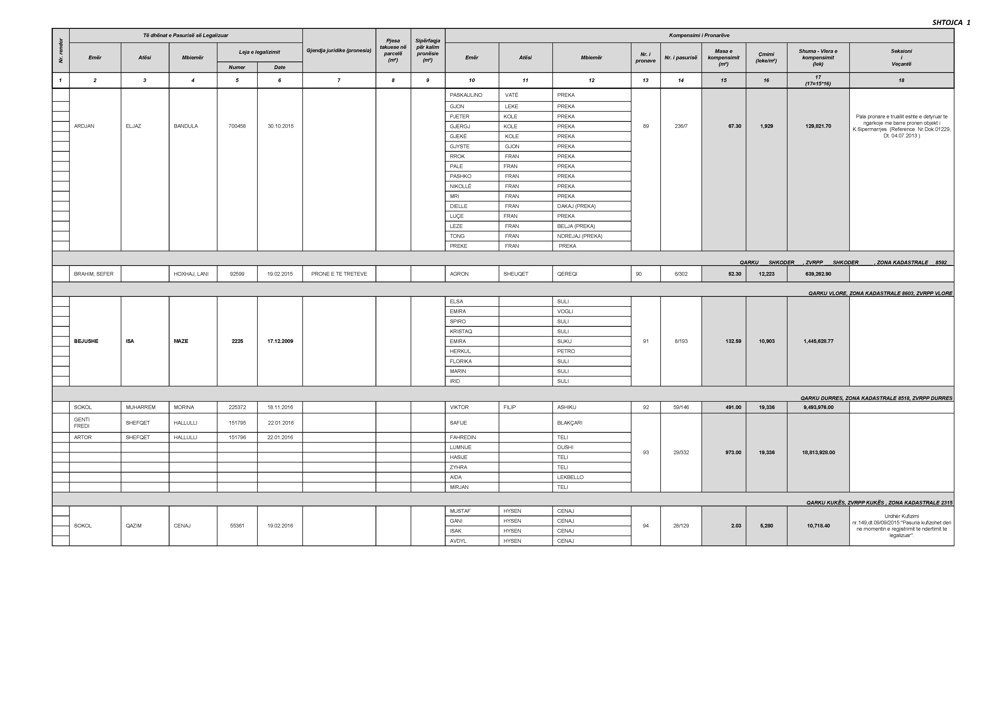 SHTOJCA 1
Nr. rendor
Të dhënat e Pasurisë së Legalizuar
Gjendja juridike (pronesia)
Pjesa takuese në parcelë (m²)
Sipërfaqja për kalim pronësie (m²)
Kompensimi i Pronarëve
Emër Atësi Mbiemër Leja e legalizimit
Numer Date
Emër Atësi Mbiemër Nr. i pronave Nr. i pasurisë Masa e kompensimit (m²) Çmimi (leke/m²) Shuma - Vlera e kompensimit (lek) Seksioni i Veçantë
1 2 3 4 5 6 7 8 9 10 11 12 13 14 15 16 17 (17=15*16) 18
PASKAULINO VATË PREKA
GJON LEKE PREKA
PJETER KOLE PREKA
ARDJAN ELJAZ BANDULA 700458 30.10.2015 GJERGJ KOLE PREKA 89 236/7 67.30 1,929 129,821.70
Pala pronare e truallit eshte e detyruar te
ngarkoje me barre pronen objekt i
K.Sipermarrjes (Reference Nr.Dok.01229,
Dt. 04.07.2013 )
GJEKË KOLE PREKA
GJYSTE GJON PREKA
RROK FRAN PREKA
PALE FRAN PREKA
PASHKO FRAN PREKA
NIKOLLË FRAN PREKA
MRI FRAN PREKA
DIELLE FRAN DAKAJ (PREKA)
LUÇE FRAN PREKA
LEZE FRAN BELJA (PREKA)
TONG FRAN NDREJAJ (PREKA)
PREKE FRAN PREKA
QARKU ___SHKODER___, ZVRPP ___SHKODER_____ , ZONA KADASTRALE __8592__
BRAHIM, SEFER HOXHAJ, LANI 92599 19.02.2015 PRONE E TE TRETEVE AGRON SHEUQET QEREQI 90 6/302 52.30 12,223 639,262.90
QARKU VLORE, ZONA KADASTRALE 8603, ZVRPP VLORE
ELSA SULI
EMIRA VOGLI
SPIRO SULI
KRISTAQ SULI
BEJUSHE ISA MAZE 2225 17.12.2009 EMIRA SUKU 91 8/193 132.59 10,903 1,445,628.77
HERKUL PETRO
FLORIKA SULI
MARIN SULI
IRID SULI
QARKU DURRES, ZONA KADASTRALE 8518, ZVRPP DURRES
SOKOL MUHARREM MORINA 225372 18.11.2016 VIKTOR FILIP ASHIKU 92 59/146 491.00 19,336 9,493,976.00
GENTI
FREDI SHEFQET HALLULLI 151795 22.01.2016 SAFIJE BLAKÇARI
ARTOR SHEFQET HALLULLI 151796 22.01.2016 FAHREDIN TELI
LUMNIJE DUSHI
93 29/332 973.00 19,336 18,813,928.00
HASIJE TELI
ZYHRA TELI
AIDA LEKBELLO
MIRJAN TELI
QARKU KUKËS, ZVRPP KUKËS , ZONA KADASTRALE 2315
MUSTAF HYSEN CENAJ
GANI HYSEN CENAJ
SOKOL QAZIM CENAJ 55361 19.02.2016 94 28/129 2.03 5,280 10,718.40
Urdhër Kufizimi
nr.149,dt.09/09/2015:"Pasuria kufizohet deri
ne momentin e regjistrimit te ndertimit te
legalizuar".
ISAK HYSEN CENAJ
AVDYL HYSEN CENAJ